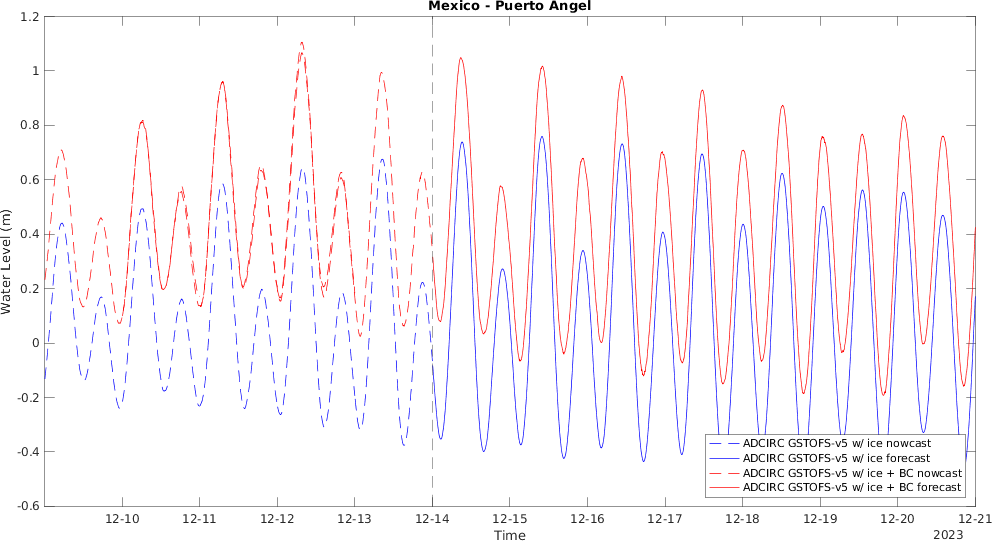 Mexico - Puerto Angel
1.2
1
0.8
0.6
0.4
0.2
0
-0.2
-0.4
-0.6
Water Level (m)
ADCIRC GSTOFS-v5 w/ ice nowcast
ADCIRC GSTOFS-v5 w/ ice forecast
ADCIRC GSTOFS-v5 w/ ice + BC nowcast
ADCIRC GSTOFS-v5 w/ ice + BC forecast
12-10 12-11 12-12 12-13 12-14 12-15 12-16 12-17 12-18 12-19 12-20 12-21
Time
2023